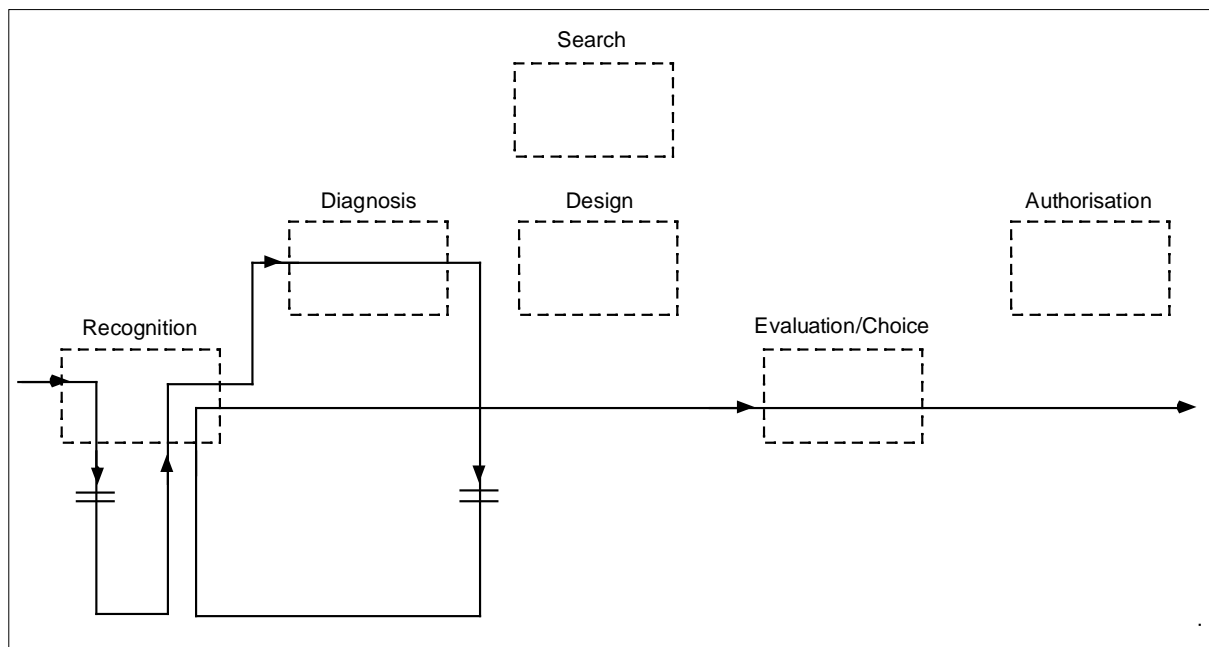 Search
Diagnosis
Design
Authorisation
Recognition
Evaluation/Choice
.